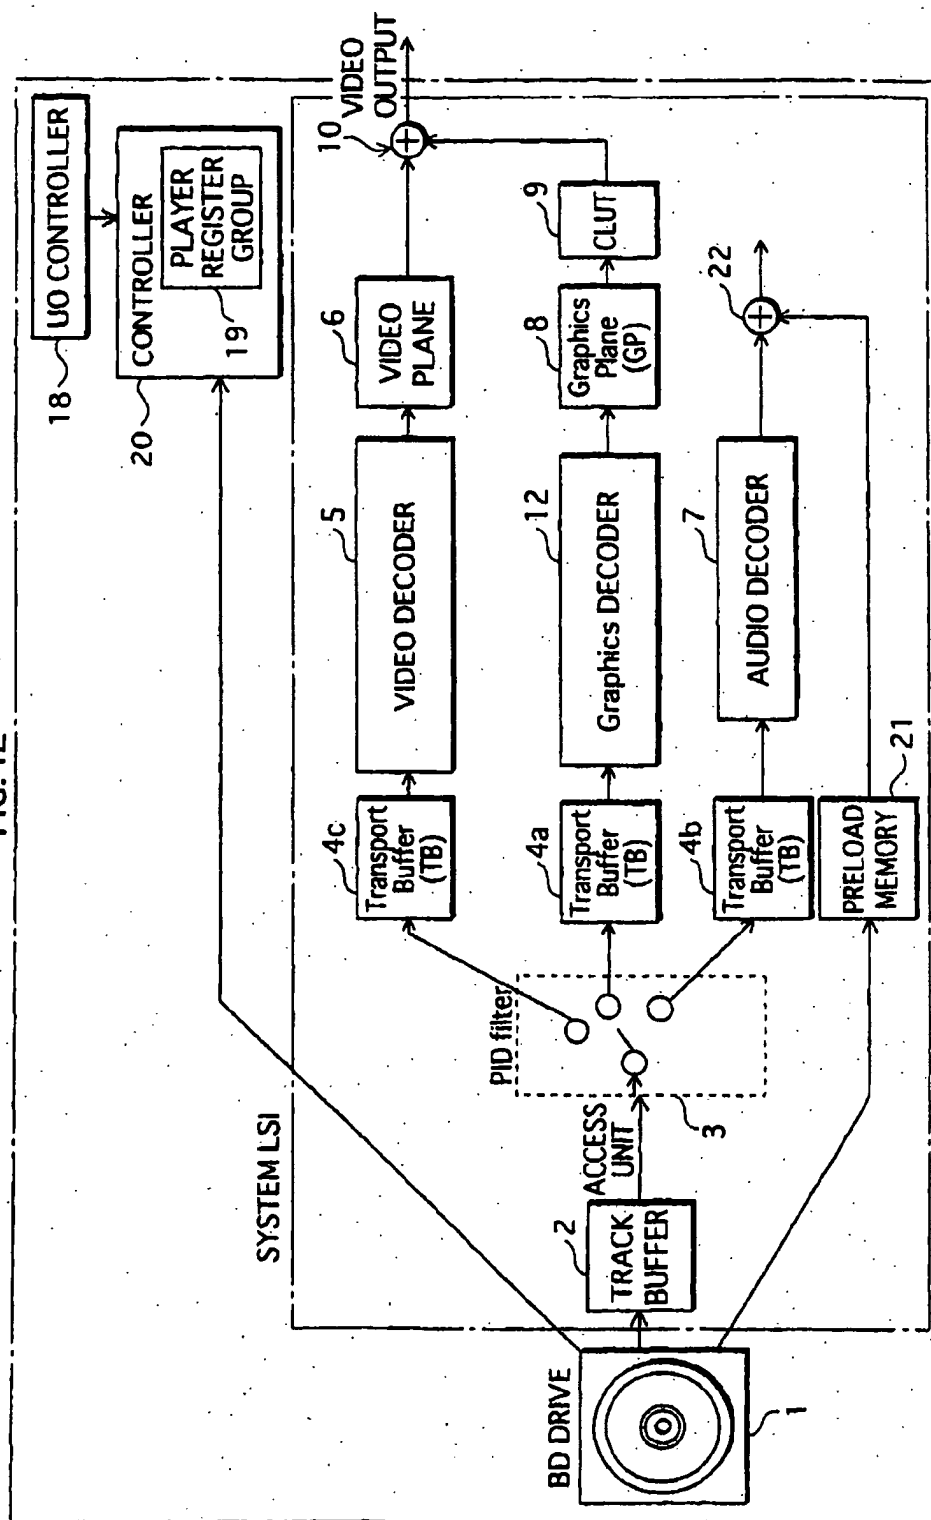 FIG. 12
18
UO CONTROLLER
20
CONTROLLER
19
PLAYER
REGISTER
GROUP
SYSTEM LSI
BD DRIVE
1
2
TRACK
BUFFER
ACCESS
UNIT
PID filter
3
4c
Transport
Buffer
(TB)
5
VIDEO DECODER
6
VIDEO
PLANE
10
VIDEO
OUTPUT
4a
Transport
Buffer
(TB)
12
Graphics DECODER
8
Graphics
Plane
(GP)
9
CLUT
4b
Transport
Buffer
(TB)
7
AUDIO DECODER
22
PRELOAD
MEMORY
21